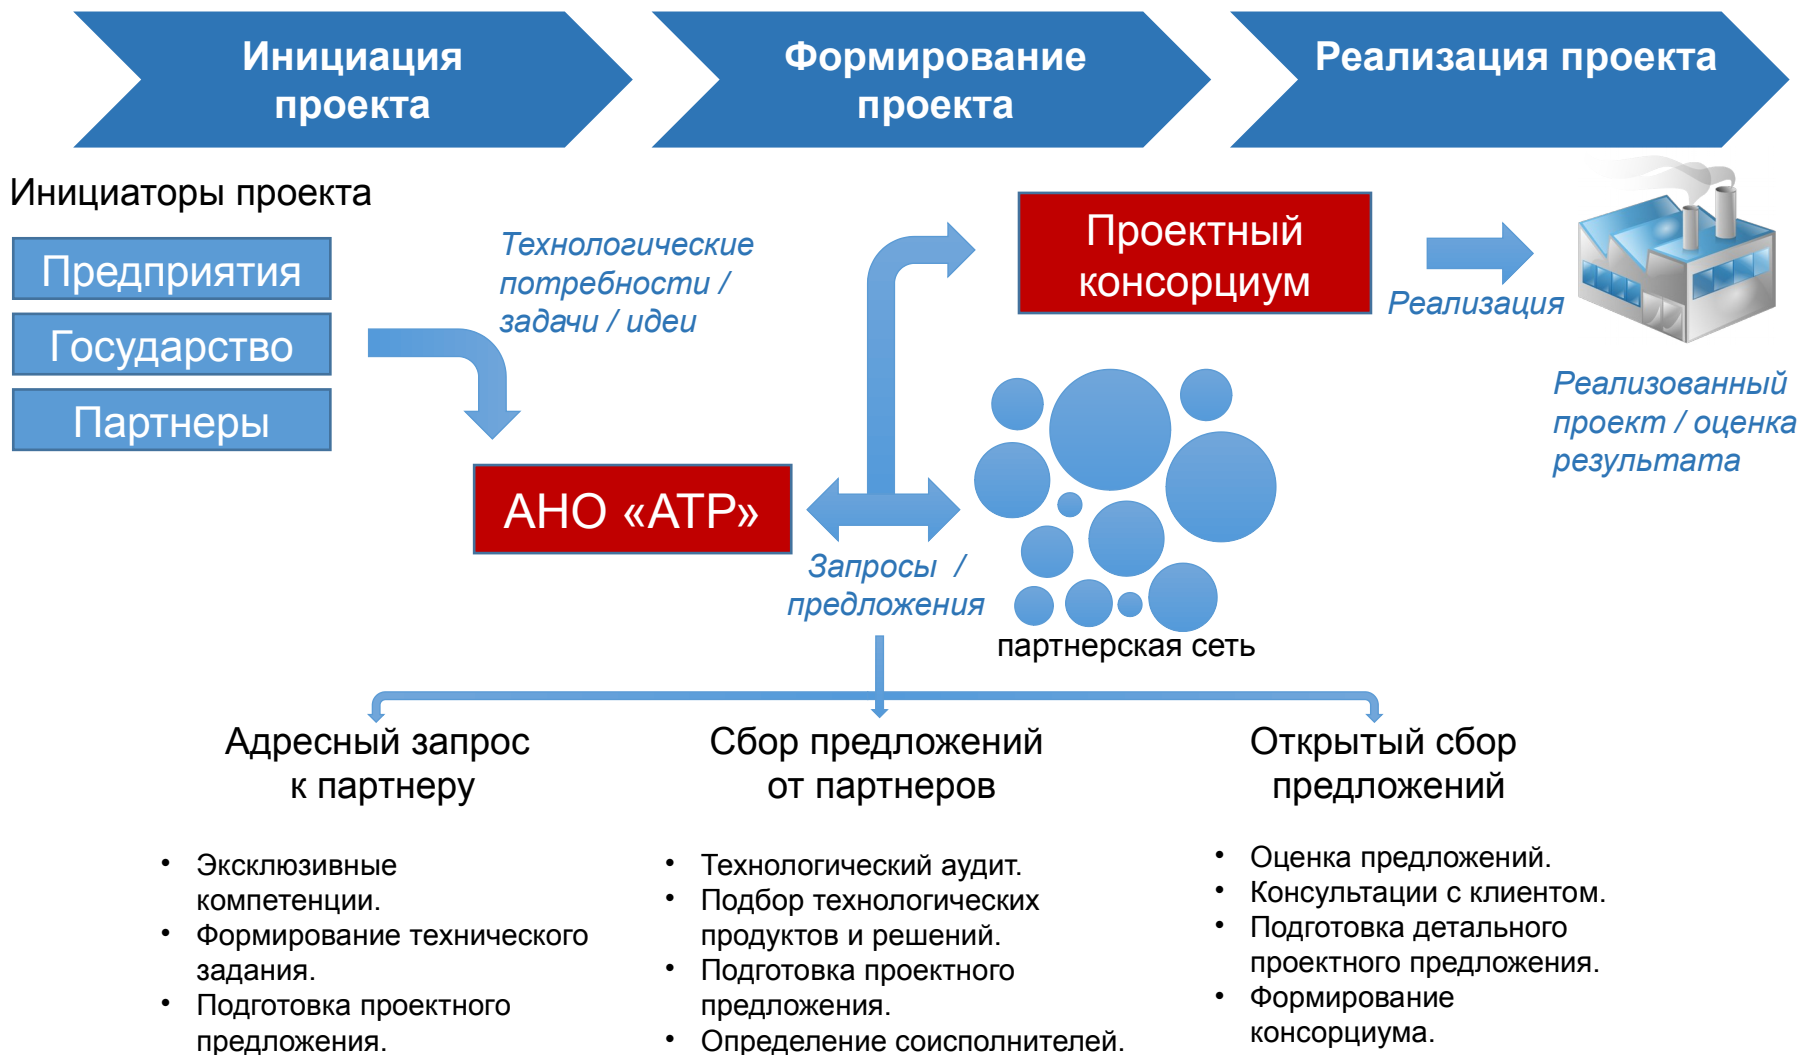 Инициация
проекта
Формирование
проекта
Реализация проекта
Инициаторы проекта
Предприятия
Государство
Партнеры
Технологические
потребности /
задачи / идеи
АНО «АТР»
Запросы /
предложения
Проектный
консорциум
партнерская сеть
Реализация
Реализованный
проект / оценка
результата
Адресный запрос
к партнеру
• Эксклюзивные
компетенции.
• Формирование технического
задания.
• Подготовка проектного
предложения.
Сбор предложений
от партнеров
• Технологический аудит.
• Подбор технологических
продуктов и решений.
• Подготовка проектного
предложения.
• Определение соисполнителей.
Открытый сбор
предложений
• Оценка предложений.
• Консультации с клиентом.
• Подготовка детального
проектного предложения.
• Формирование
консорциума.